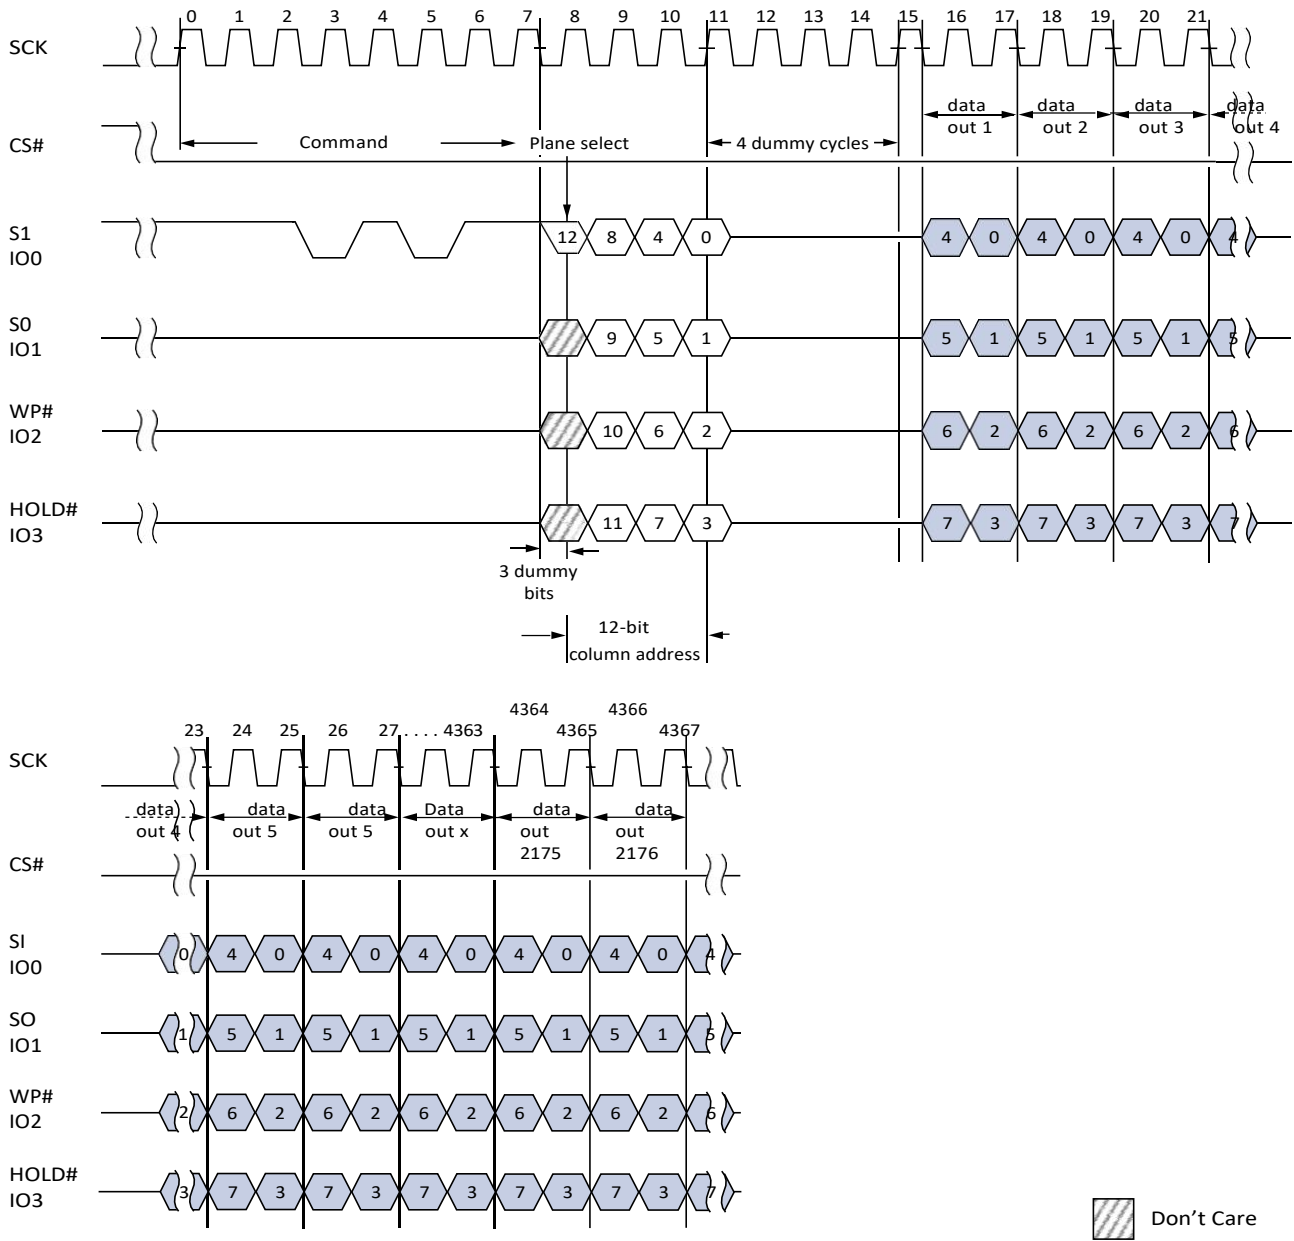 0 1 2 3 4 5 6 7 8 9 10 11 12 13 14 15 16 17 18 19 20 21
SCK
data out 1
data out 2
data out 3
data out 4
CS#
Command
Plane select
4 dummy cycles
S1
IO0
12 8 4 0
4 0 4 0 4 0 4
S0
IO1
9 5 1
5 1 5 1 5 1 5
WP#
IO2
10 6 2
6 2 6 2 6 2 6
HOLD#
IO3
11 7 3
7 3 7 3 7 3 7
3 dummy
bits
12-bit
column address
4364 4366
23 24 25 26 27 . . . . 4363 4365 4367
SCK
data out 4
data out 5
data out 5
Data out x
data out 2175
data out 2176
CS#
SI
IO0
0 4 0 4 0 4 0 4 0 4 0 4
SO
IO1
1 5 1 5 1 5 1 5 1 5 1 5
WP#
IO2
2 6 2 6 2 6 2 6 2 6 2 6
HOLD#
IO3
3 7 3 7 3 7 3 7 3 7 3 7
Don't Care